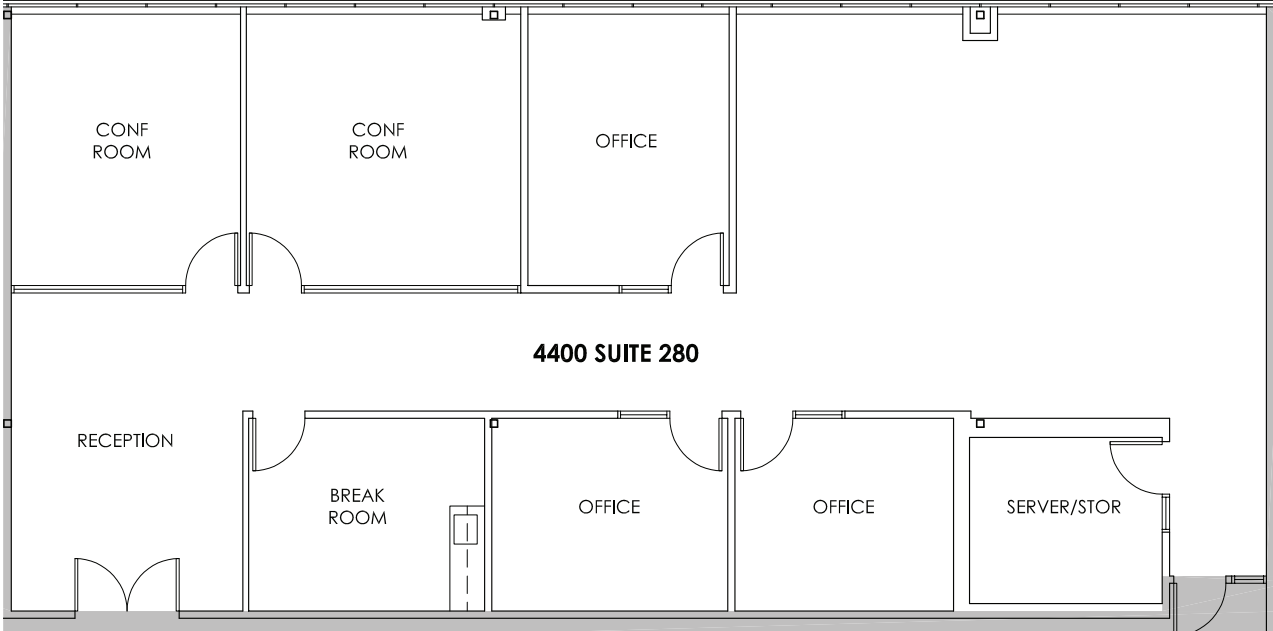 CONF
ROOM
CONF
ROOM
OFFICE
4400 SUITE 280
RECEPTION
BREAK
ROOM
OFFICE
OFFICE
SERVER/STOR